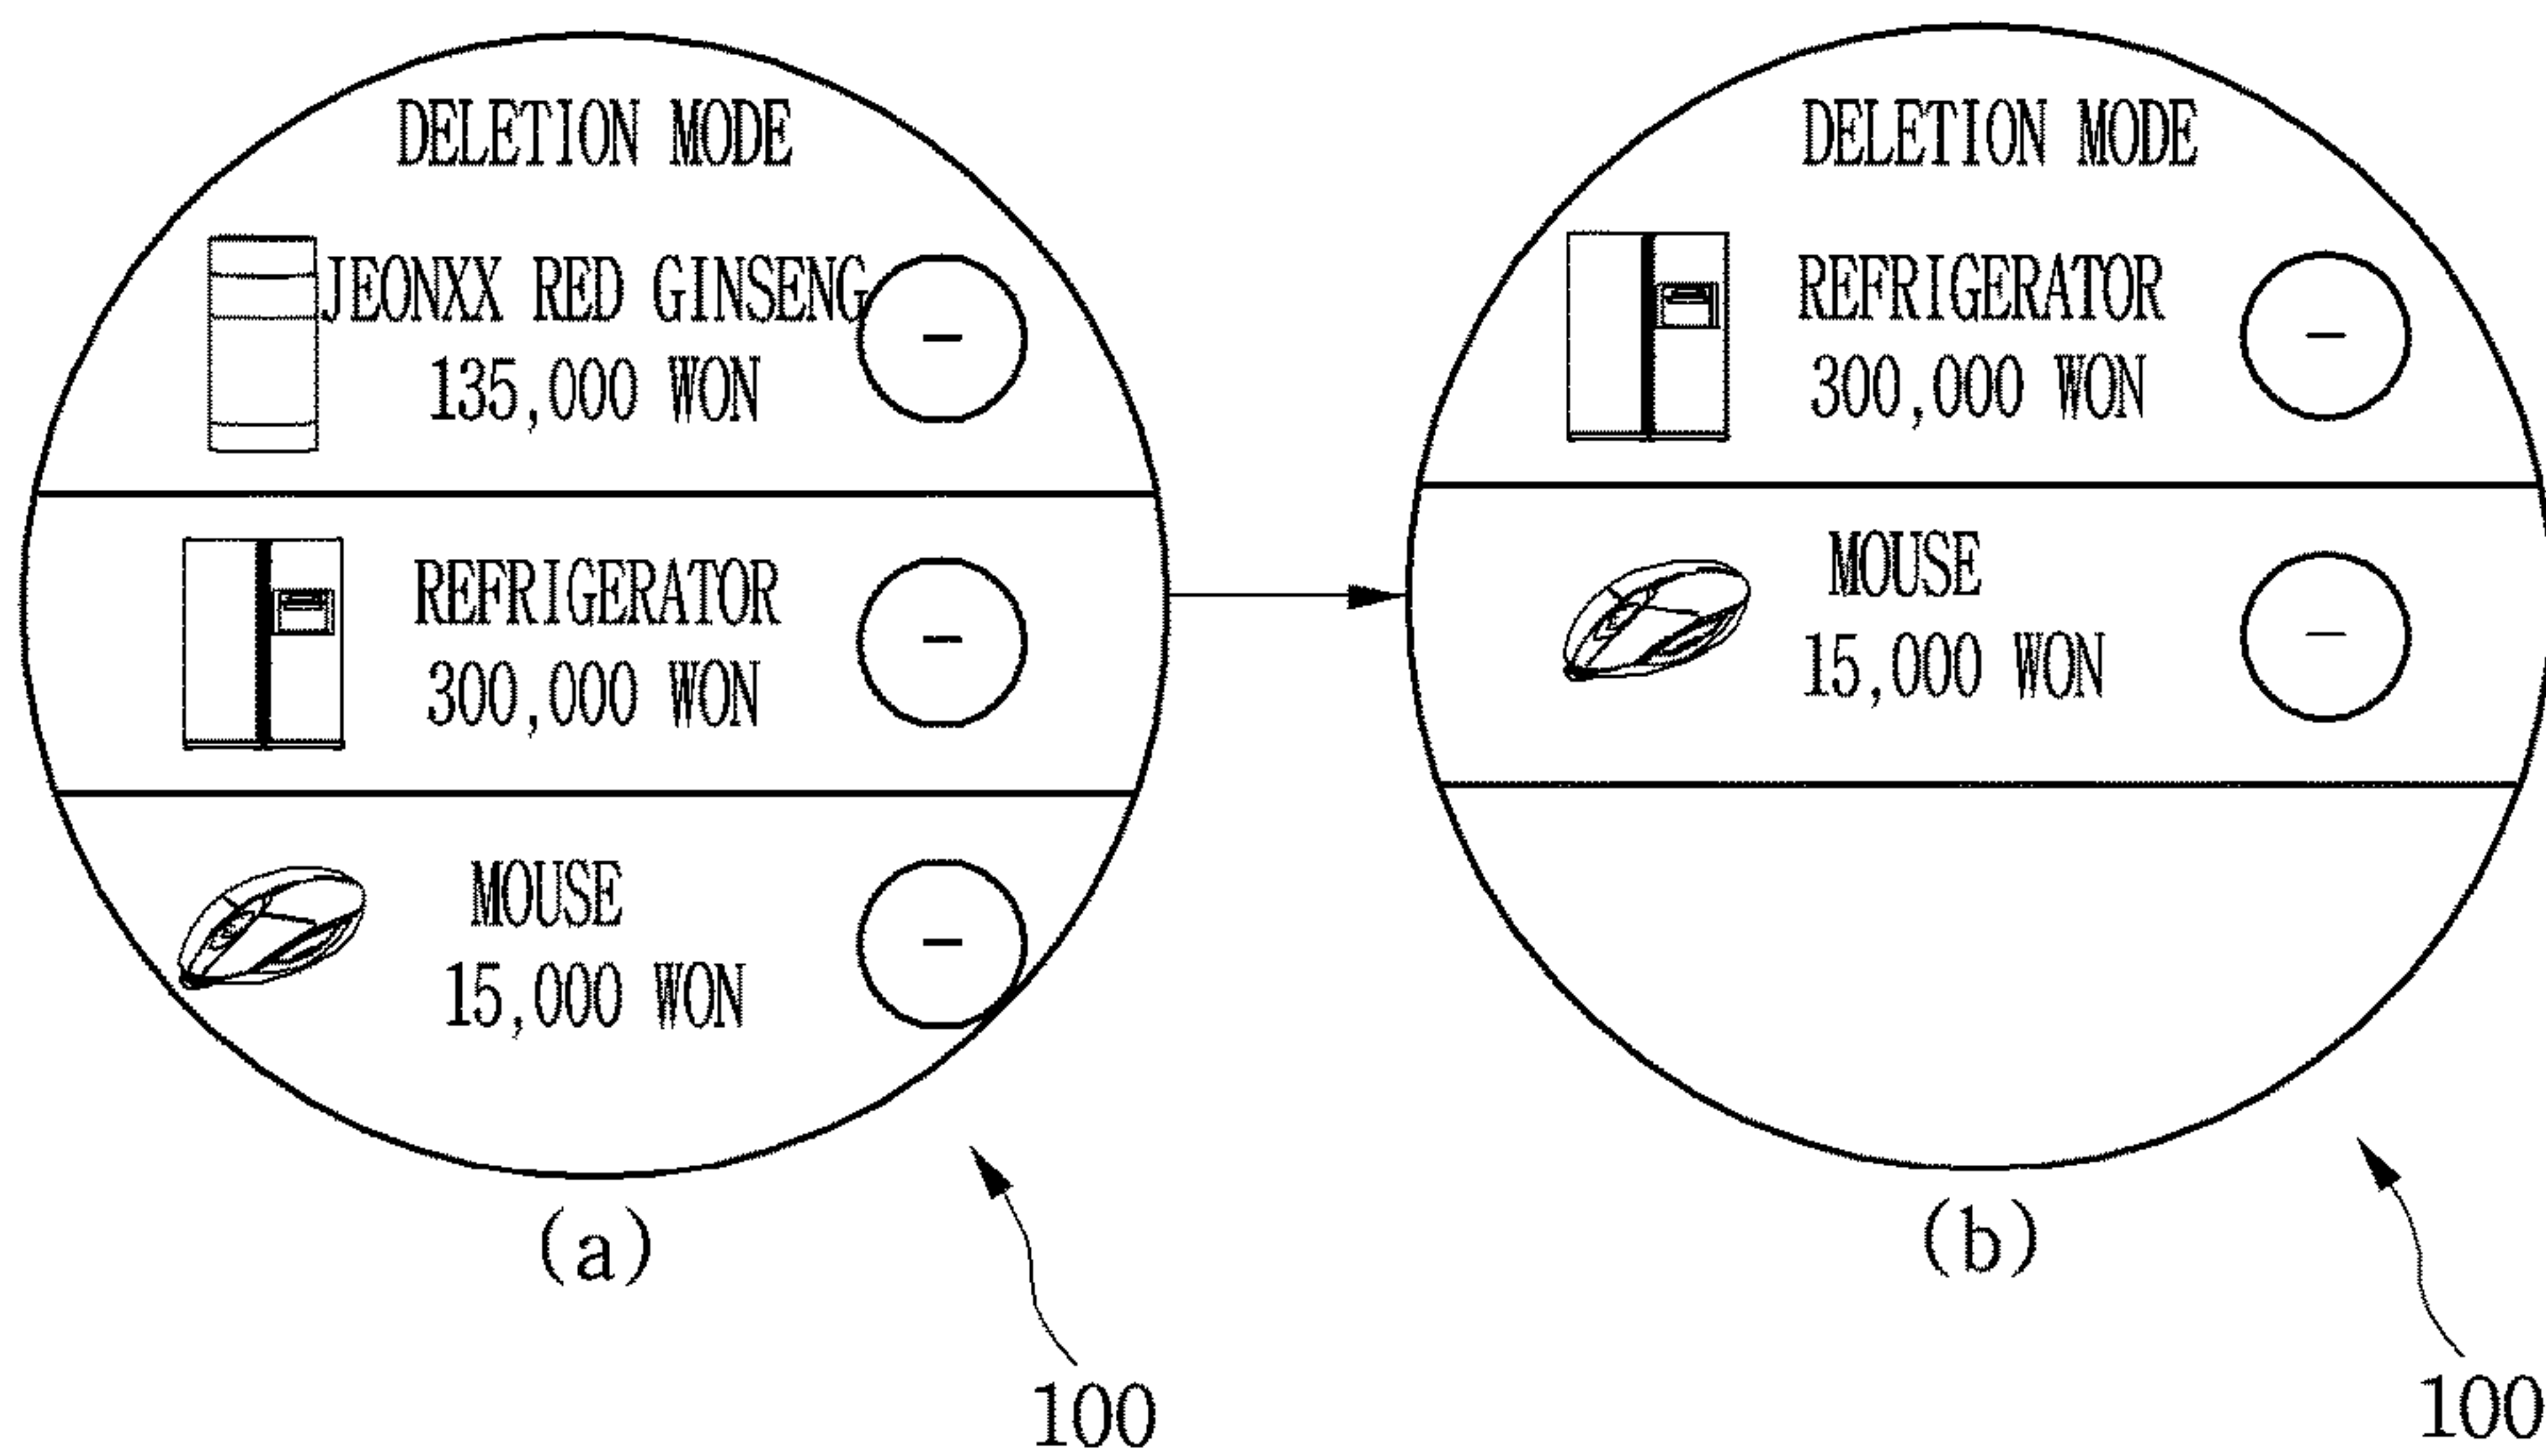 DELETION MODE
JEONXX RED GINSENG
135,000 WON
-
REFRIGERATOR
300,000 WON
-
MOUSE
15,000 WON
-
(a)
100
DELETION MODE
REFRIGERATOR
300,000 WON
-
MOUSE
15,000 WON
-
(b)
100